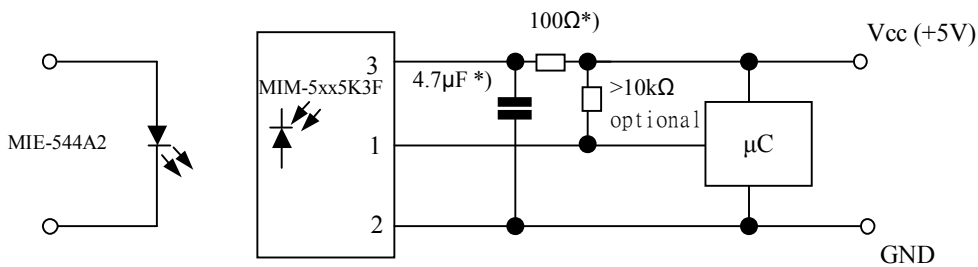 100Ω*)
Vcc (+5V)
3
4.7µF *)
>10kΩ
optional
MIM-5xx5K3F
MIE-544A2
1
µC
2
GND